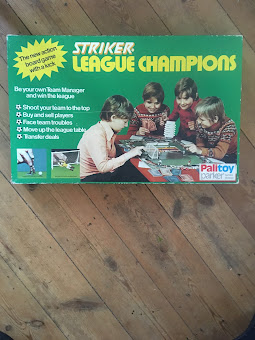 The new action
board game
with a kick.
STRIKER
LEAGUE CHAMPIONS
Be your own Team Manager
and win the league
Shoot your team to the top
Buy and sell players
Face team troubles
Move up the league table
Transfer deals
Palitoy
parker